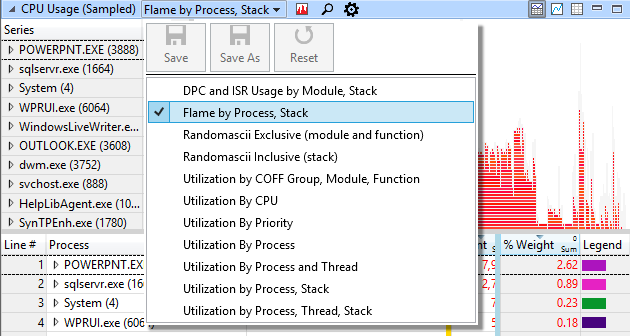 CPU Usage (Sampled) Flame by Process, Stack
Series
POWERPNT.EXE (3888)
sqlservr.exe (1664)
System (4)
WPRUI.exe (6064)
WindowsLiveWriter.e...
OUTLOOK.EXE (3608)
dwm.exe (3752)
svchost.exe (888)
HelpLibAgent.exe (10...
SynTPEnh.exe (1780)
Save Save As Reset
DPC and ISR Usage by Module, Stack
Flame by Process, Stack
Randomascii Exclusive (module and function)
Randomascii Inclusive (stack)
Utilization by COFF Group, Module, Function
Utilization By CPU
Utilization By Priority
Utilization By Process
Utilization By Process and Thread
Utilization By Process, Stack
Utilization By Process, Thread, Stack
Line # Process % Weight Sum Legend
1 POWERPNT.EX 7,9 2.62
2 sqlservr.exe (16 2,7 0.89
3 System (4) 7 0.23
4 WPRUI.exe (606 5 0.18